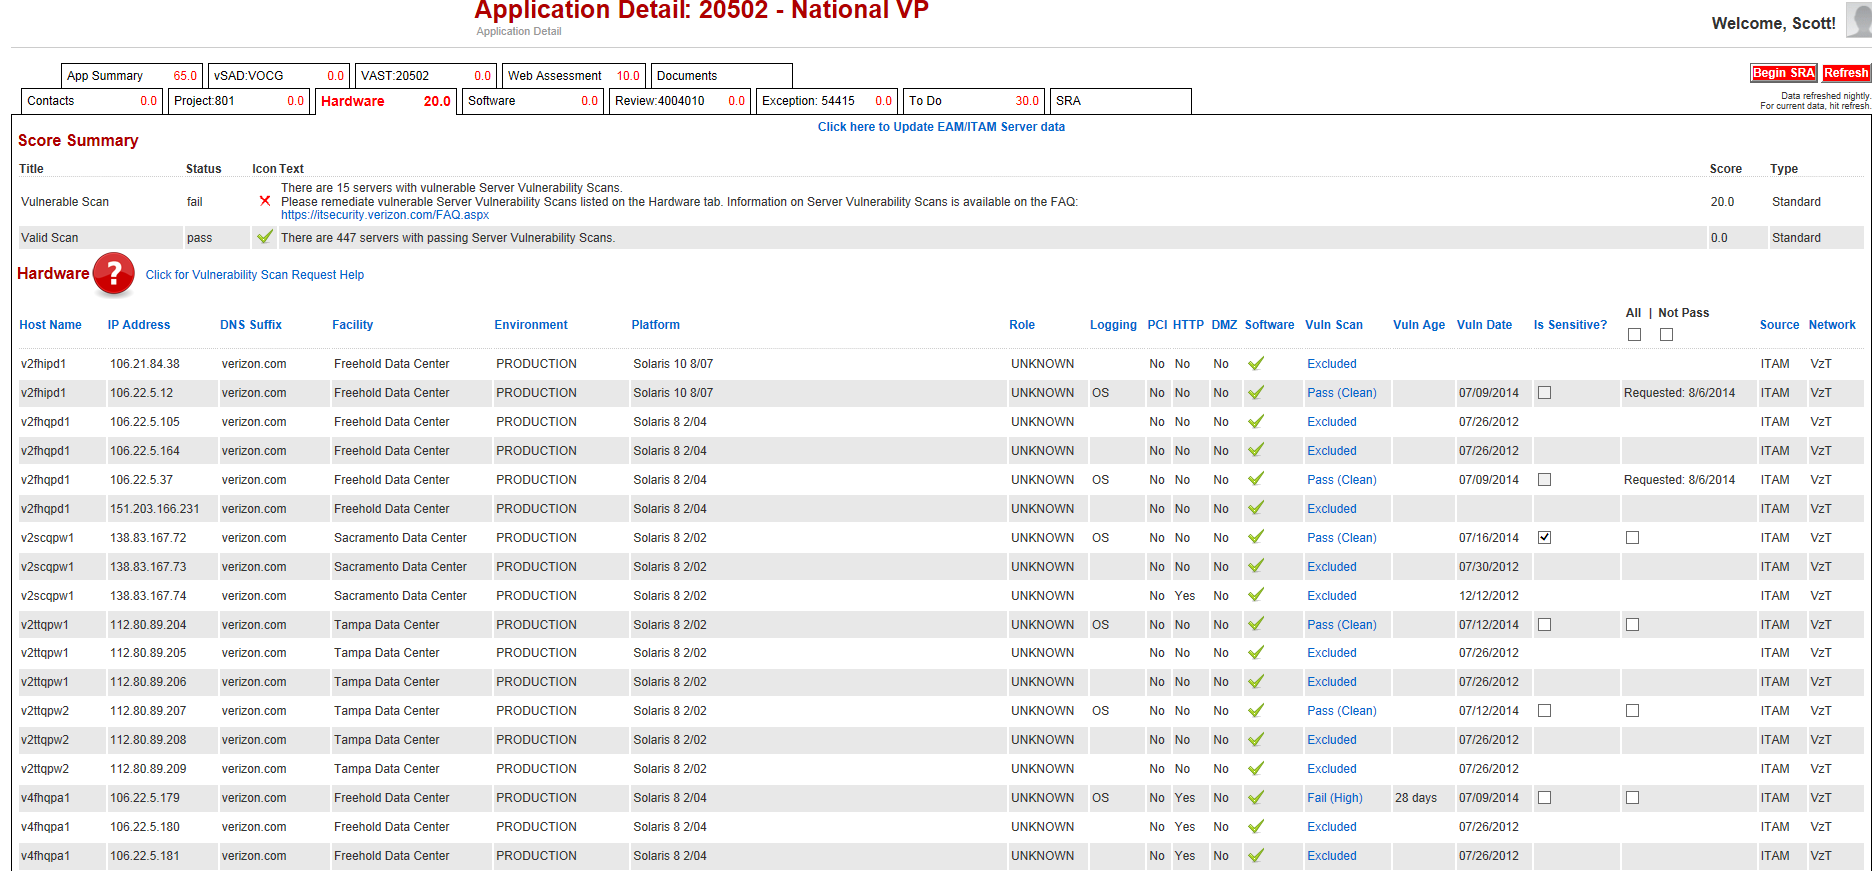 Application Detail: 20502 - National VP
Application Detail
Welcome, Scott!
App Summary 65.0 vSAD:VOCG 0.0 VAST:20502 0.0 Web Assessment 10.0 Documents
Begin SRA Refresh
Contacts 0.0 Project:801 0.0 Hardware 20.0 Software 0.0 Review:4004010 0.0 Exception: 54415 0.0 To Do 30.0 SRA
Data refreshed nightly.
For current data, hit refresh.
Click here to Update EAM/ITAM Server data
Score Summary
Title Status Icon Text Score Type
There are 15 servers with vulnerable Server Vulnerability Scans.
Vulnerable Scan fail Please remediate vulnerable Server Vulnerability Scans listed on the Hardware tab. Information on Server Vulnerability Scans is available on the FAQ: 20.0 Standard
https://itsecurity.verizon.com/FAQ.aspx
Valid Scan pass There are 447 servers with passing Server Vulnerability Scans. 0.0 Standard
Hardware ? Click for Vulnerability Scan Request Help
All | Not Pass
Host Name IP Address DNS Suffix Facility Environment Platform Role Logging PCI HTTP DMZ Software Vuln Scan Vuln Age Vuln Date Is Sensitive? Source Network
v2fhipd1 106.21.84.38 verizon.com Freehold Data Center PRODUCTION Solaris 10 8/07 UNKNOWN No No No Excluded ITAM VzT
v2fhipd1 106.22.5.12 verizon.com Freehold Data Center PRODUCTION Solaris 10 8/07 UNKNOWN OS No No No Pass (Clean) 07/09/2014 Requested: 8/6/2014 ITAM VzT
v2fhqpd1 106.22.5.105 verizon.com Freehold Data Center PRODUCTION Solaris 8 2/04 UNKNOWN No No No Excluded 07/26/2012 ITAM VzT
v2fhqpd1 106.22.5.164 verizon.com Freehold Data Center PRODUCTION Solaris 8 2/04 UNKNOWN No No No Excluded 07/26/2012 ITAM VzT
v2fhqpd1 106.22.5.37 verizon.com Freehold Data Center PRODUCTION Solaris 8 2/04 UNKNOWN OS No No No Pass (Clean) 07/09/2014 Requested: 8/6/2014 ITAM VzT
v2fhqpd1 151.203.166.231 verizon.com Freehold Data Center PRODUCTION Solaris 8 2/04 UNKNOWN No No No Excluded ITAM VzT
v2scqpw1 138.83.167.72 verizon.com Sacramento Data Center PRODUCTION Solaris 8 2/02 UNKNOWN OS No No No Pass (Clean) 07/16/2014 ITAM VzT
v2scqpw1 138.83.167.73 verizon.com Sacramento Data Center PRODUCTION Solaris 8 2/02 UNKNOWN No No No Excluded 07/30/2012 ITAM VzT
v2scqpw1 138.83.167.74 verizon.com Sacramento Data Center PRODUCTION Solaris 8 2/02 UNKNOWN No Yes No Excluded 12/12/2012 ITAM VzT
v2ttqpw1 112.80.89.204 verizon.com Tampa Data Center PRODUCTION Solaris 8 2/02 UNKNOWN OS No No No Pass (Clean) 07/12/2014 ITAM VzT
v2ttqpw1 112.80.89.205 verizon.com Tampa Data Center PRODUCTION Solaris 8 2/02 UNKNOWN No No No Excluded 07/26/2012 ITAM VzT
v2ttqpw1 112.80.89.206 verizon.com Tampa Data Center PRODUCTION Solaris 8 2/02 UNKNOWN No No No Excluded 07/26/2012 ITAM VzT
v2ttqpw2 112.80.89.207 verizon.com Tampa Data Center PRODUCTION Solaris 8 2/02 UNKNOWN OS No No No Pass (Clean) 07/12/2014 ITAM VzT
v2ttqpw2 112.80.89.208 verizon.com Tampa Data Center PRODUCTION Solaris 8 2/02 UNKNOWN No No No Excluded 07/26/2012 ITAM VzT
v2ttqpw2 112.80.89.209 verizon.com Tampa Data Center PRODUCTION Solaris 8 2/02 UNKNOWN No No No Excluded 07/26/2012 ITAM VzT
v4fhqpa1 106.22.5.179 verizon.com Freehold Data Center PRODUCTION Solaris 8 2/04 UNKNOWN OS No Yes No Fail (High) 28 days 07/09/2014 ITAM VzT
v4fhqpa1 106.22.5.180 verizon.com Freehold Data Center PRODUCTION Solaris 8 2/04 UNKNOWN No Yes No Excluded 07/26/2012 ITAM VzT
v4fhqpa1 106.22.5.181 verizon.com Freehold Data Center PRODUCTION Solaris 8 2/04 UNKNOWN No Yes No Excluded 07/26/2012 ITAM VzT